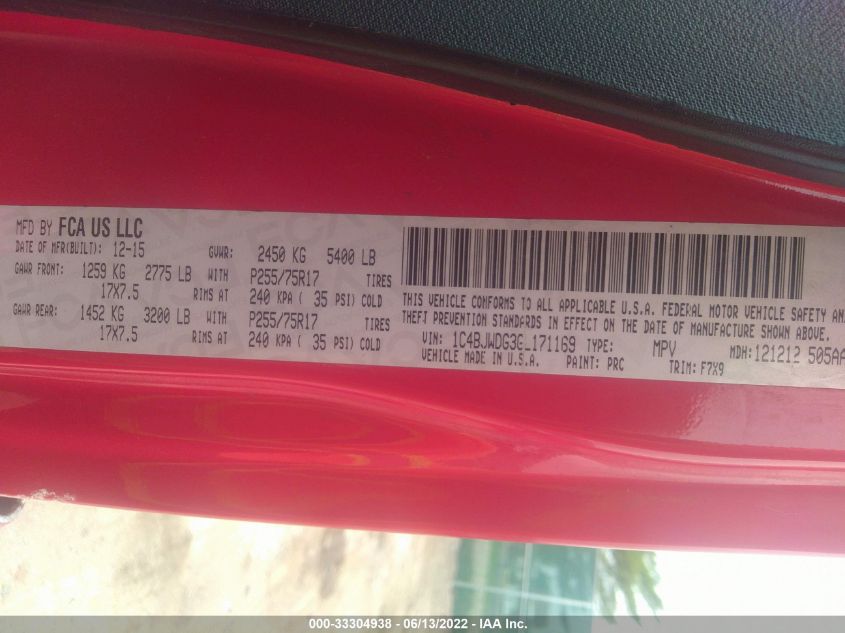 MFD BY FCA US LLC
DATE OF MFR(BUILT): 12-15 GVWR: 2450 KG 5400 LB
GAWR FRONT: 1259 KG 2775 LB WITH P255/75R17 TIRES
17X7.5 RIMS AT 240 KPA ( 35 PSI) COLD
GAWR REAR: 1452 KG 3200 LB WITH P255/75R17 TIRES
17X7.5 RIMS AT 240 KPA ( 35 PSI) COLD
THIS VEHICLE CONFORMS TO ALL APPLICABLE U.S.A. FEDERAL MOTOR VEHICLE SAFETY AND
THEFT PREVENTION STANDARDS IN EFFECT ON THE DATE OF MANUFACTURE SHOWN ABOVE.
VIN: TYPE: MPV MDH: 121212 505AA
VEHICLE MADE IN U.S.A. PAINT: PRC TRIM: F7X9
000-33304938 - 06/13/2022 - IAA Inc.